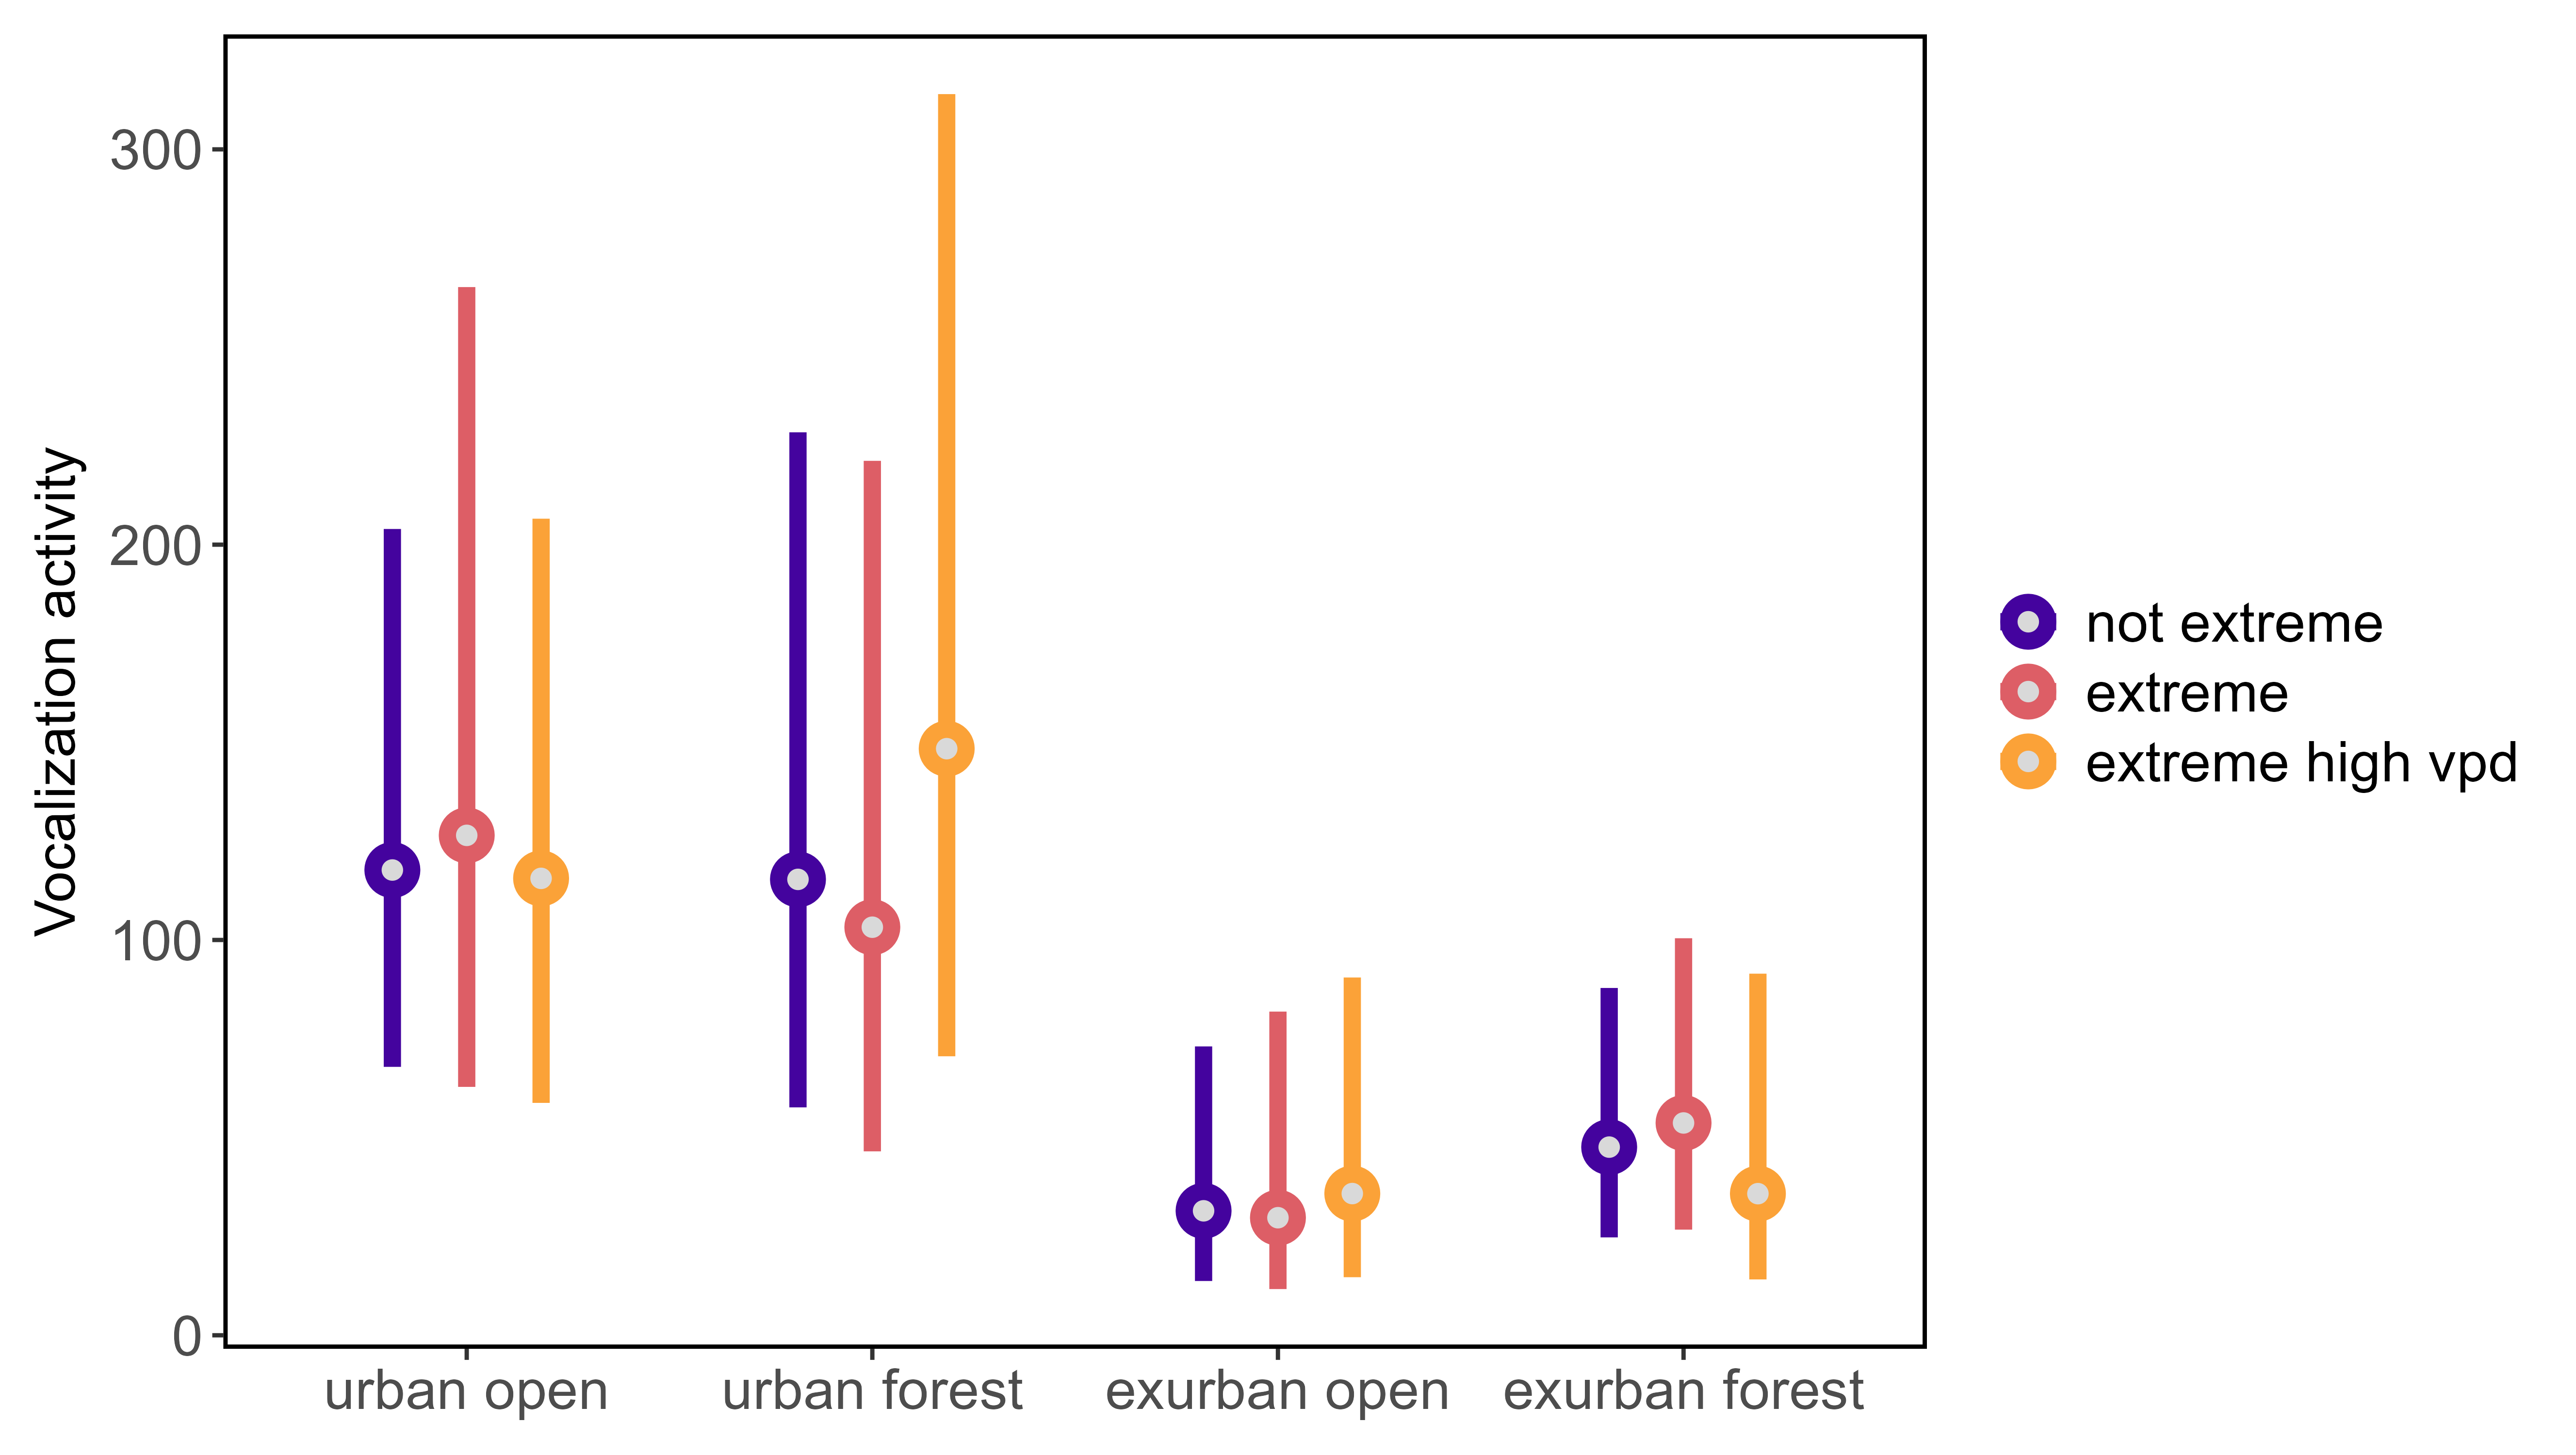 Vocalization activity
300
200
100
0
urban open
urban forest
exurban open
exurban forest
not extreme
extreme
extreme high vpd